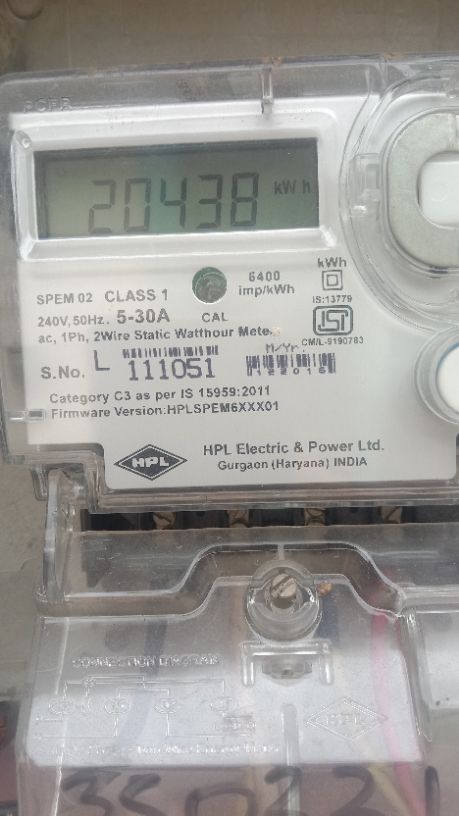 20438 kWh
SPEM 02 CLASS 1
6400
imp/kWh
kWh
IS:13779
240V, 50Hz. 5-30A
CAL
ac, 1Ph, 2Wire Static Watthour Meter
CM/L-9190783
M/Yr.
S.No. L 111051
Category C3 as per IS 15959:2011
Firmware Version:HPLSPEM6XXX01
HPL
HPL Electric & Power Ltd.
Gurgaon (Haryana) INDIA
CONNECTION DIAGRAM
HPL